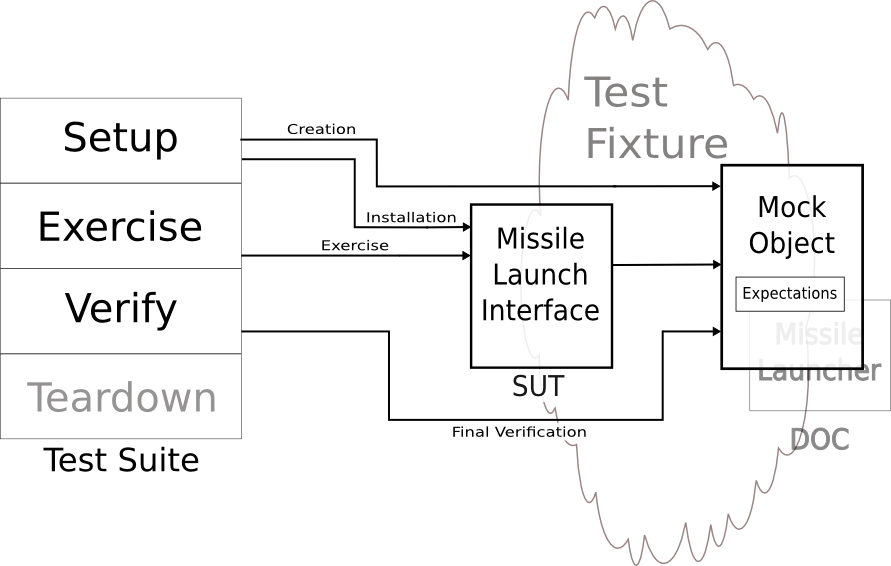 Setup
Exercise
Verify
Teardown
Test Suite
Creation
Installation
Exercise
Final Verification
Missile
Launch
Interface
SUT
Test
Fixture
Mock
Object
Expectations
Missile
Launcher
DOC